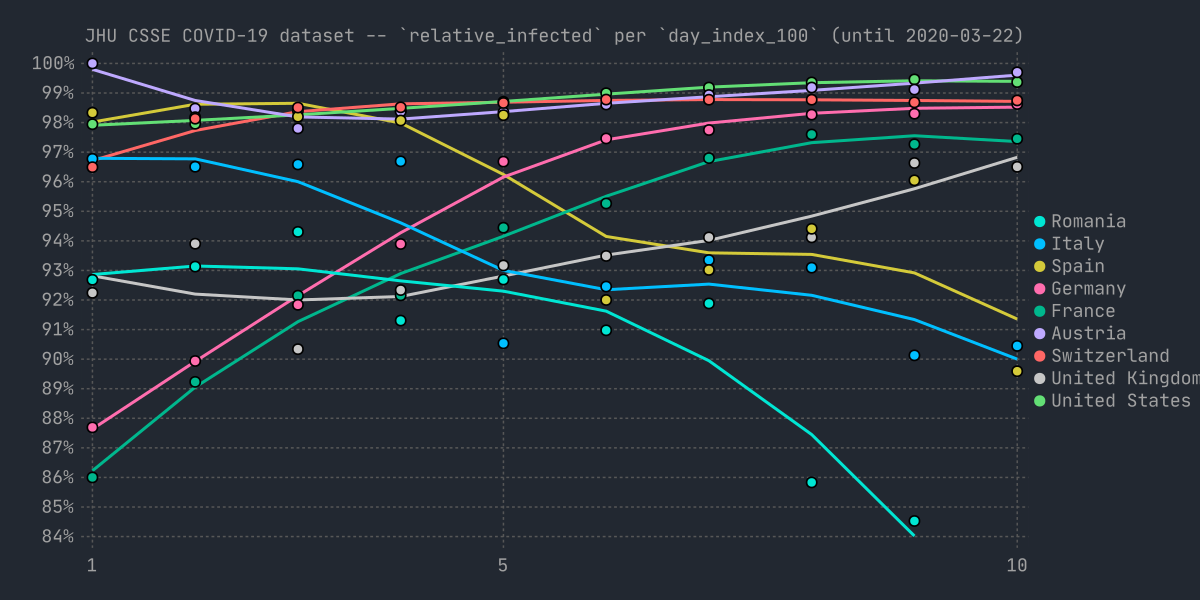 JHU CSSE COVID-19 dataset -- `relative_infected` per `day_index_100` (until 2020-03-22)
100%
99%
98%
97%
96%
95%
94%
93%
92%
91%
90%
89%
88%
87%
86%
85%
84%
1 5 10
Romania
Italy
Spain
Germany
France
Austria
Switzerland
United Kingdom
United States